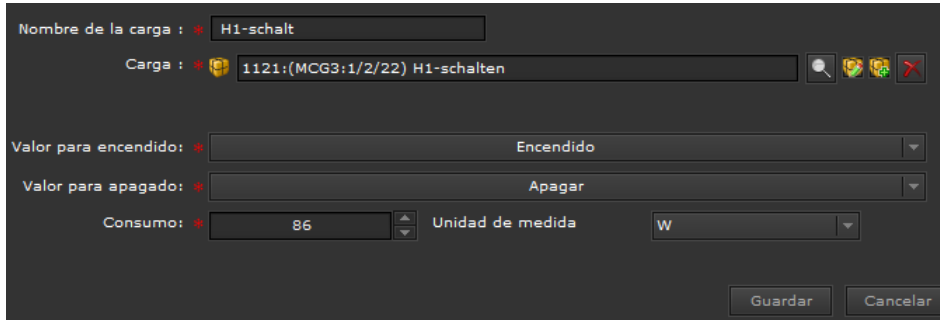 Nombre de la carga : * H1-schalt
Carga : * 1121:(MCG3:1/2/22) H1-schalten
Valor para encendido: * Encendido
Valor para apagado: * Apagar
Consumo: * 86 Unidad de medida W
Guardar Cancelar